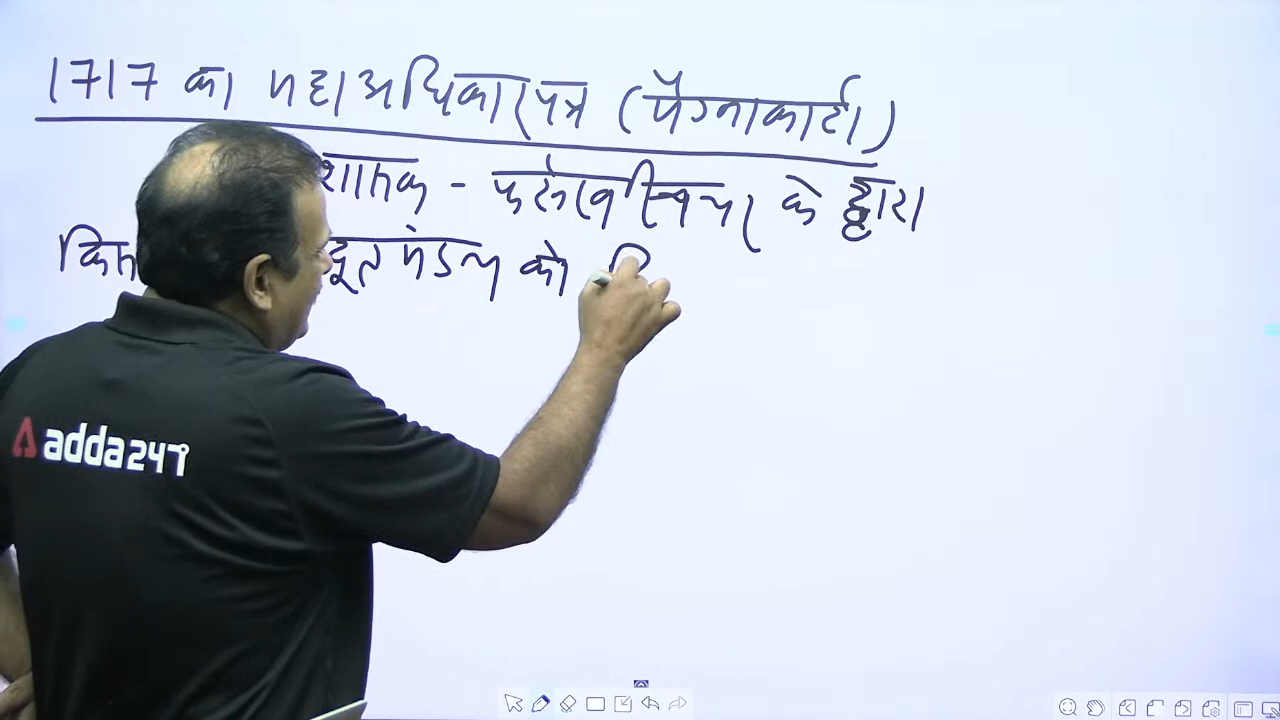 1717 का महाअधिकारपत्र (मैग्नाकार्टा)
शासक - फर्रुखसियर के द्वारा
दूत मंडल को
adda247